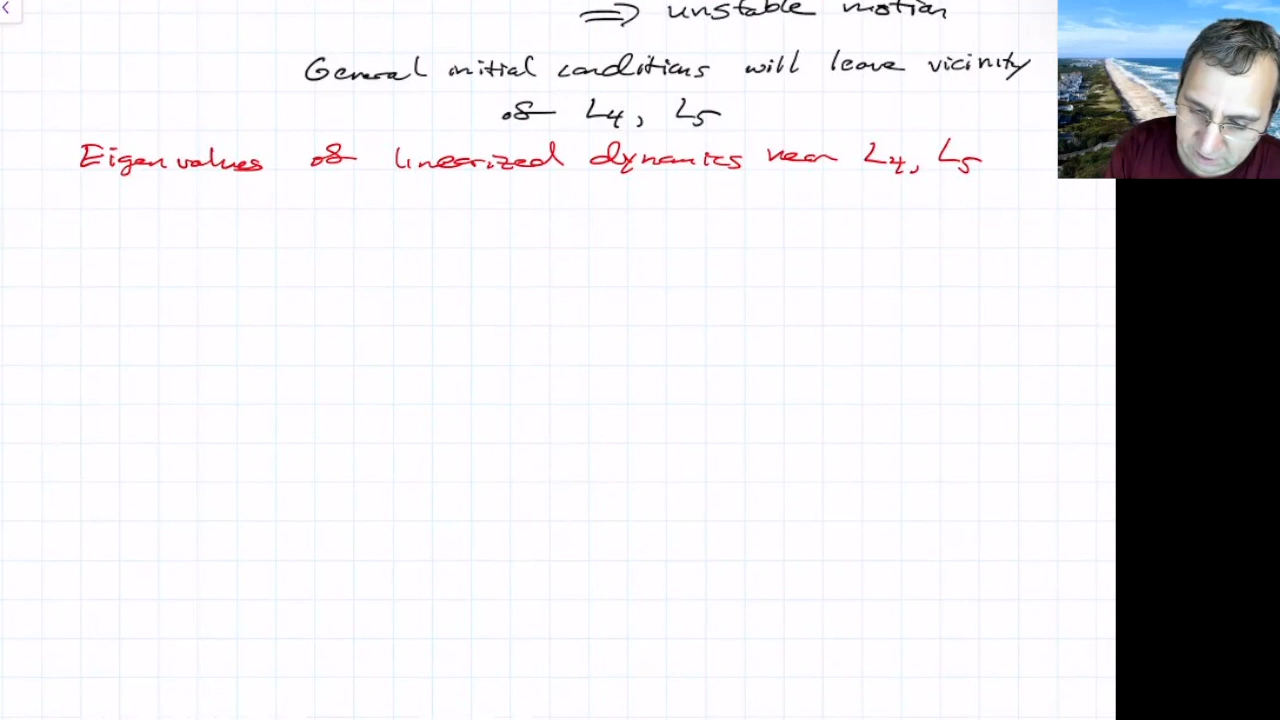 ⇒ unstable motion
General initial conditions will leave vicinity
of L4, L5
Eigenvalues of linearized dynamics near L4, L5